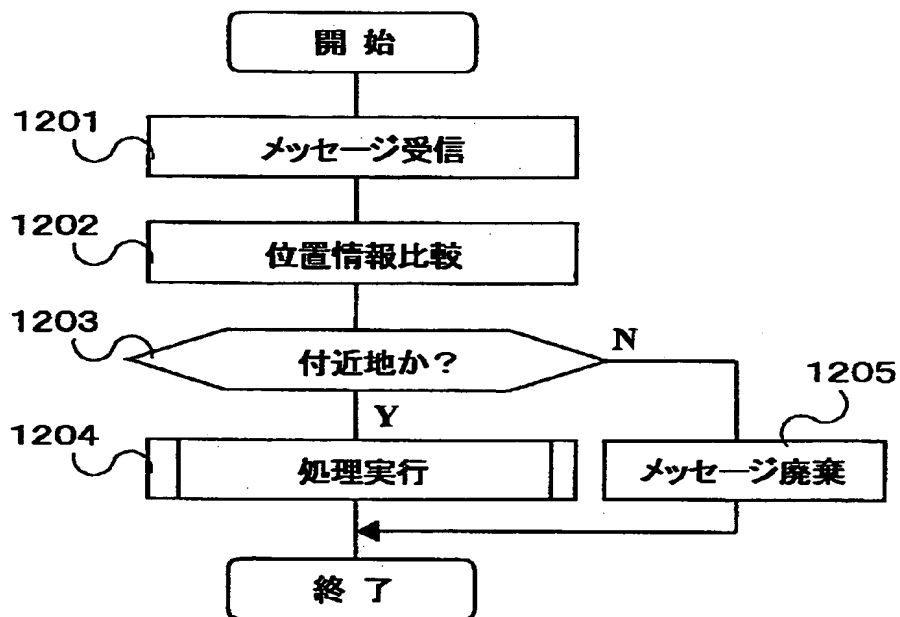 開始
1201
メッセージ受信
1202
位置情報比較
1203
付近地か?
N
Y
1204
処理実行
1205
メッセージ廃棄
終了